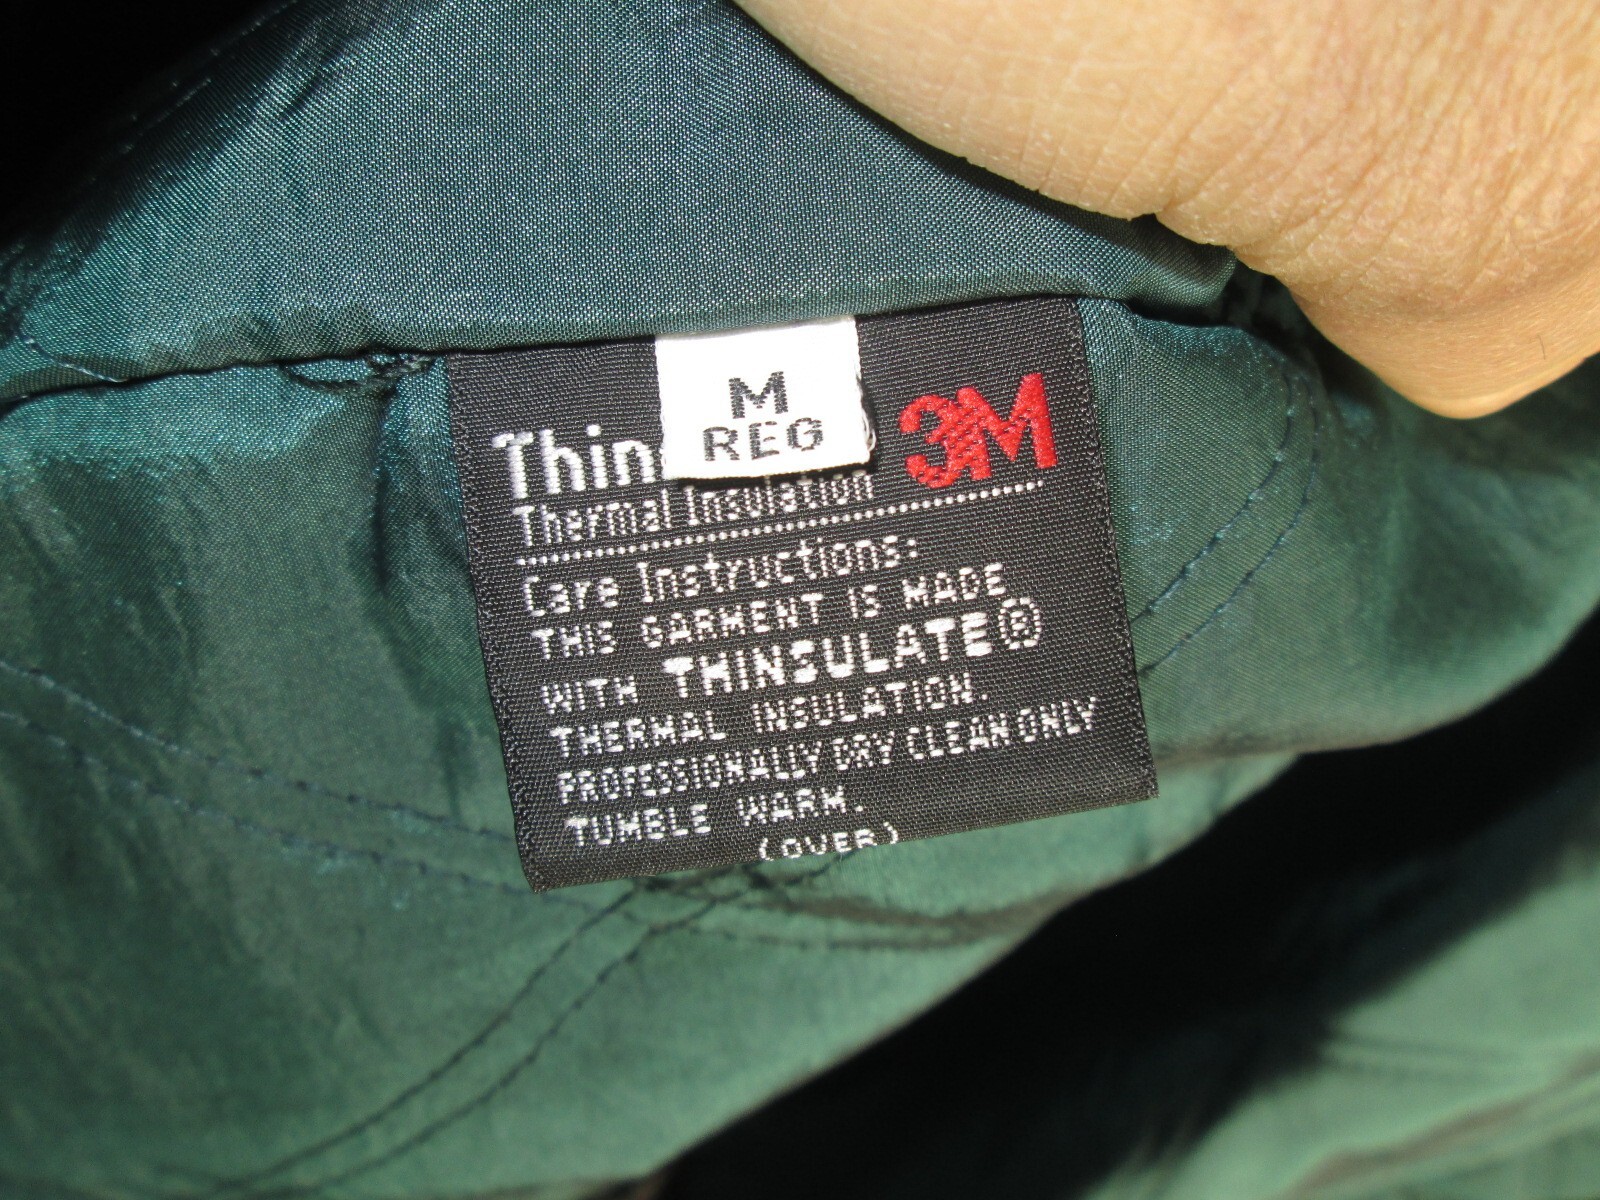 M
REG
Thin
3M
Thermal Insulation
Care Instructions:
THIS GARMENT IS MADE
WITH THINSULATE®
THERMAL INSULATION.
PROFESSIONALLY DRY CLEAN ONLY
TUMBLE WARM.
(OVER)